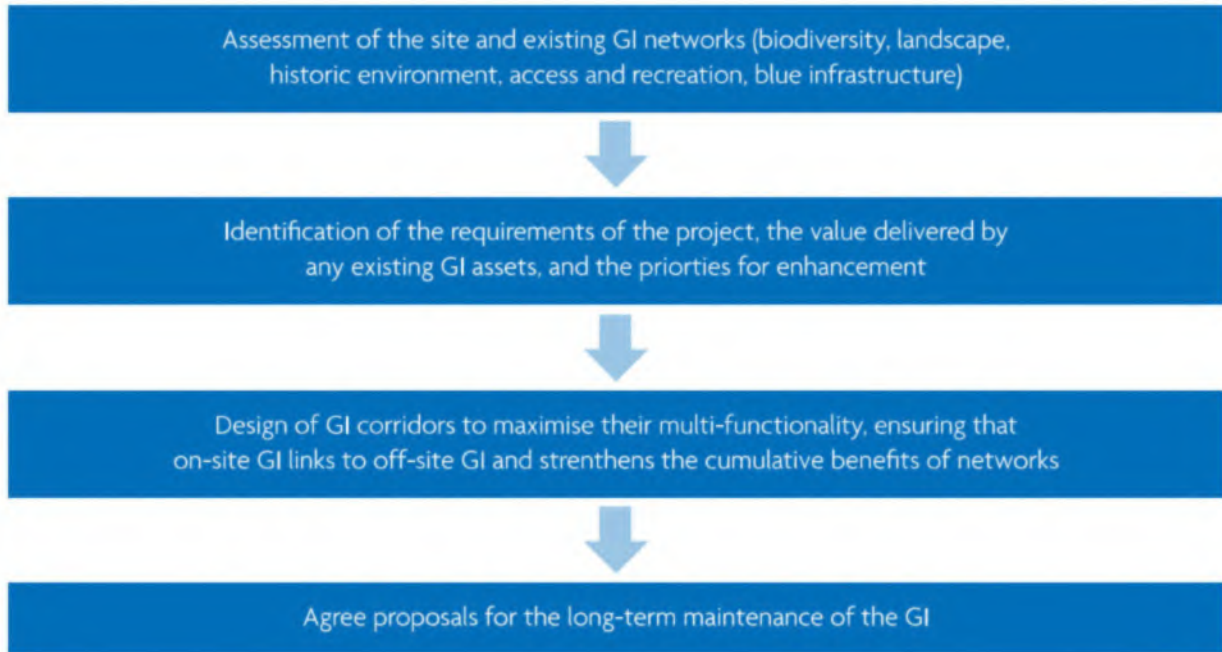 Assessment of the site and existing GI networks (biodiversity, landscape,
historic environment, access and recreation, blue infrastructure)
Identification of the requirements of the project, the value delivered by
any existing GI assets, and the priorties for enhancement
Design of GI corridors to maximise their multi-functionality, ensuring that
on-site GI links to off-site GI and strenthens the cumulative benefits of networks
Agree proposals for the long-term maintenance of the GI